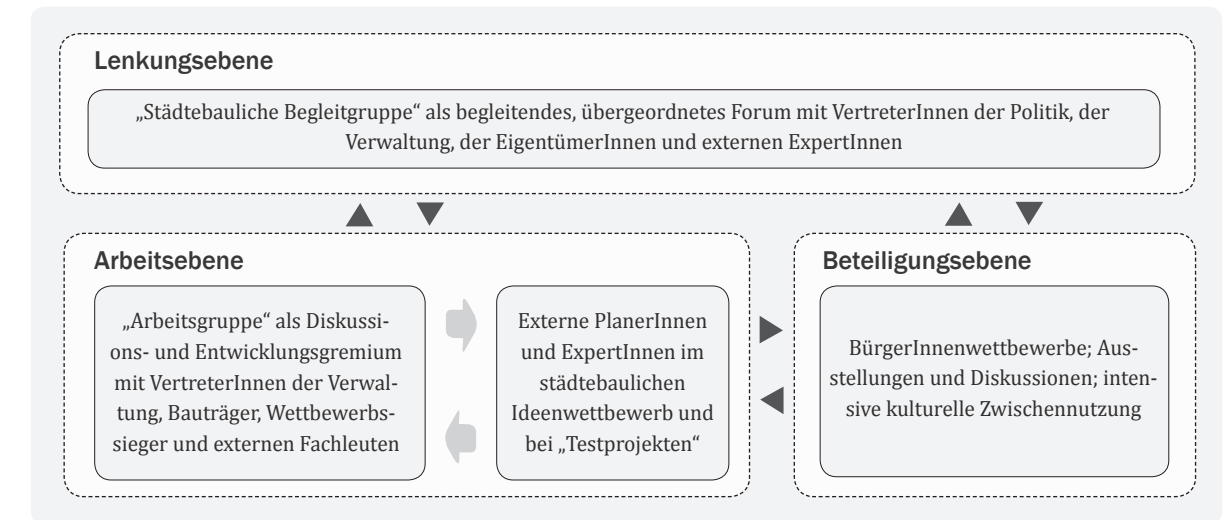 Lenkungsebene
„Städtebauliche Begleitgruppe“ als begleitendes, übergeordnetes Forum mit VertreterInnen der Politik, der
Verwaltung, der EigentümerInnen und externen ExpertInnen
Arbeitsebene
„Arbeitsgruppe“ als Diskussi-
ons- und Entwicklungsgremium
mit VertreterInnen der Verwal-
tung, Bauträger, Wettbewerbs-
sieger und externen Fachleuten
Externe PlanerInnen
und ExpertInnen im
städtebaulichen
Ideenwettbewerb und
bei „Testprojekten“
Beteiligungsebene
BürgerInnenwettbewerbe; Aus-
stellungen und Diskussionen; inten-
sive kulturelle Zwischennutzung